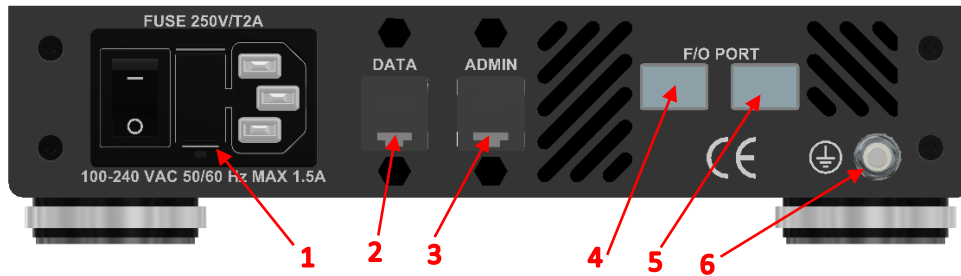 FUSE 250V/T2A
DATA
ADMIN
F/O PORT
CE
100-240 VAC 50/60 Hz MAX 1.5A
1
2
3
4
5
6